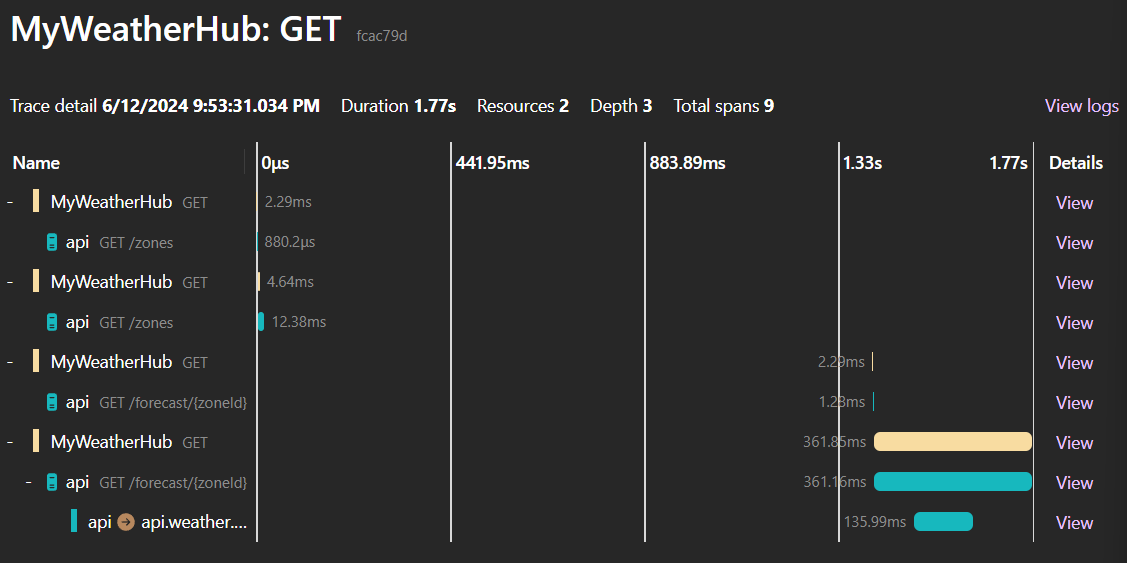 MyWeatherHub: GET fcac79d
Trace detail 6/12/2024 9:53:31.034 PM Duration 1.77s Resources 2 Depth 3 Total spans 9 View logs
Name 0μs 441.95ms 883.89ms 1.33s 1.77s Details
- MyWeatherHub GET 2.29ms View
api GET /zones 880.2μs View
- MyWeatherHub GET 4.64ms View
api GET /zones 12.38ms View
- MyWeatherHub GET 2.29ms View
api GET /forecast/{zoneId} 1.28ms View
- MyWeatherHub GET 361.85ms View
- api GET /forecast/{zoneId} 361.16ms View
api → api.weather.... 135.99ms View